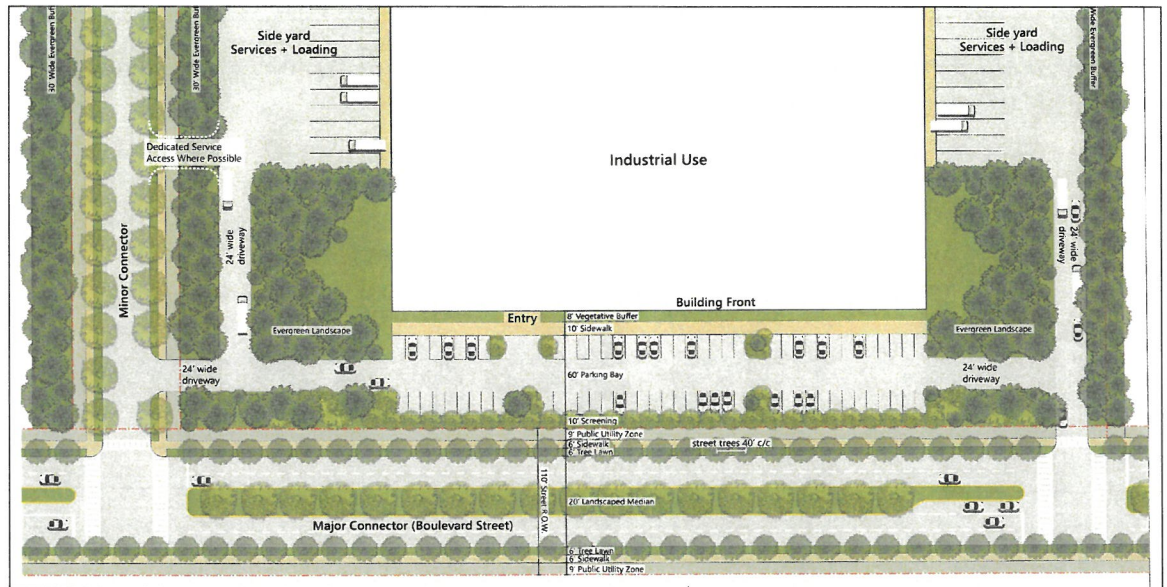 30' Wide Evergreen Buf
30' Wide Evergreen Buf
Side yard
Services + Loading
Side yard
Services + Loading
Wide Evergreen Buffer
Dedicated Service
Access Where Possible
Industrial Use
Minor Connector
24' wide
driveway
24' wide
driveway
Building Front
Entry
8' Vegetative Buffer
10' Sidewalk
Evergreen Landscape
Evergreen Landscape
24' wide
driveway
60' Parking Bay
24' wide
driveway
10' Screening
9' Public Utility Zone
6' Sidewalk
street trees 40' c/c
6' Tree Lawn
110' Street R.O.W.
20' Landscaped Median
Major Connector (Boulevard Street)
6' Tree Lawn
6' Sidewalk
9' Public Utility Zone